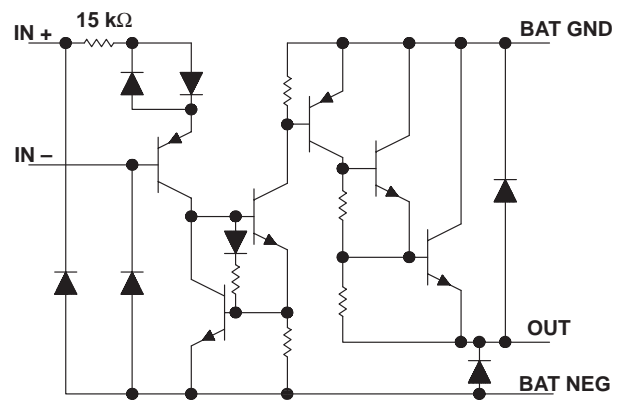 15 kΩ
IN +
BAT GND
IN –
OUT
BAT NEG